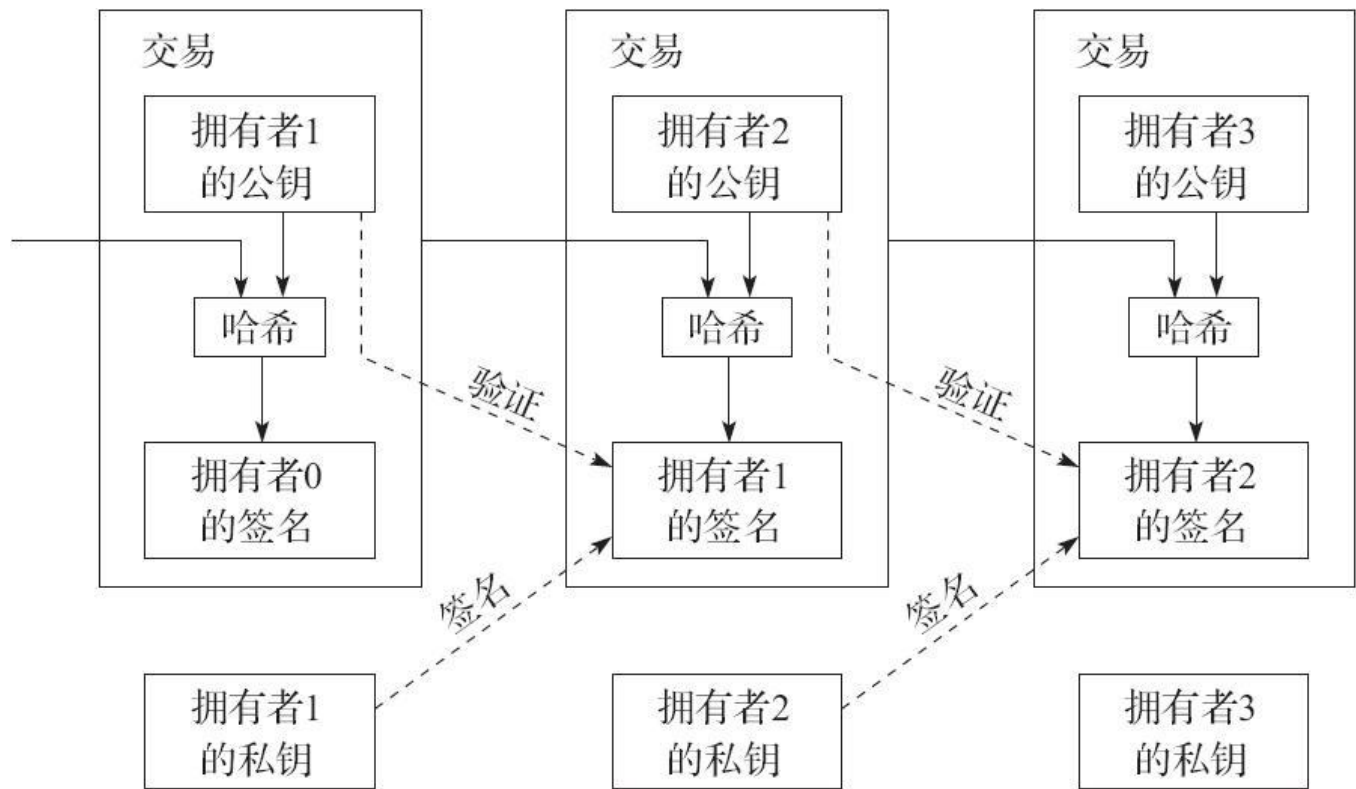 交易
交易
交易
拥有者1
的公钥
拥有者2
的公钥
拥有者3
的公钥
哈希
哈希
哈希
验证
验证
拥有者0
的签名
拥有者1
的签名
拥有者2
的签名
签名
签名
拥有者1
的私钥
拥有者2
的私钥
拥有者3
的私钥